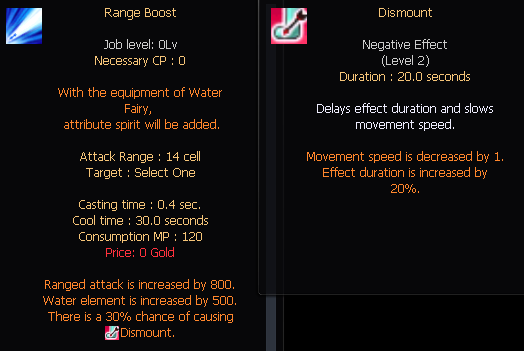 Range Boost
Job level: 0Lv
Necessary CP : 0
With the equipment of Water
Fairy,
attribute spirit will be added.
Attack Range : 14 cell
Target : Select One
Casting time : 0.4 sec.
Cool time : 30.0 seconds
Consumption MP : 120
Price: 0 Gold
Ranged attack is increased by 800.
Water element is increased by 500.
There is a 30% chance of causing
Dismount.
Dismount
Negative Effect
(Level 2)
Duration : 20.0 seconds
Delays effect duration and slows
movement speed.
Movement speed is decreased by 1.
Effect duration is increased by
20%.